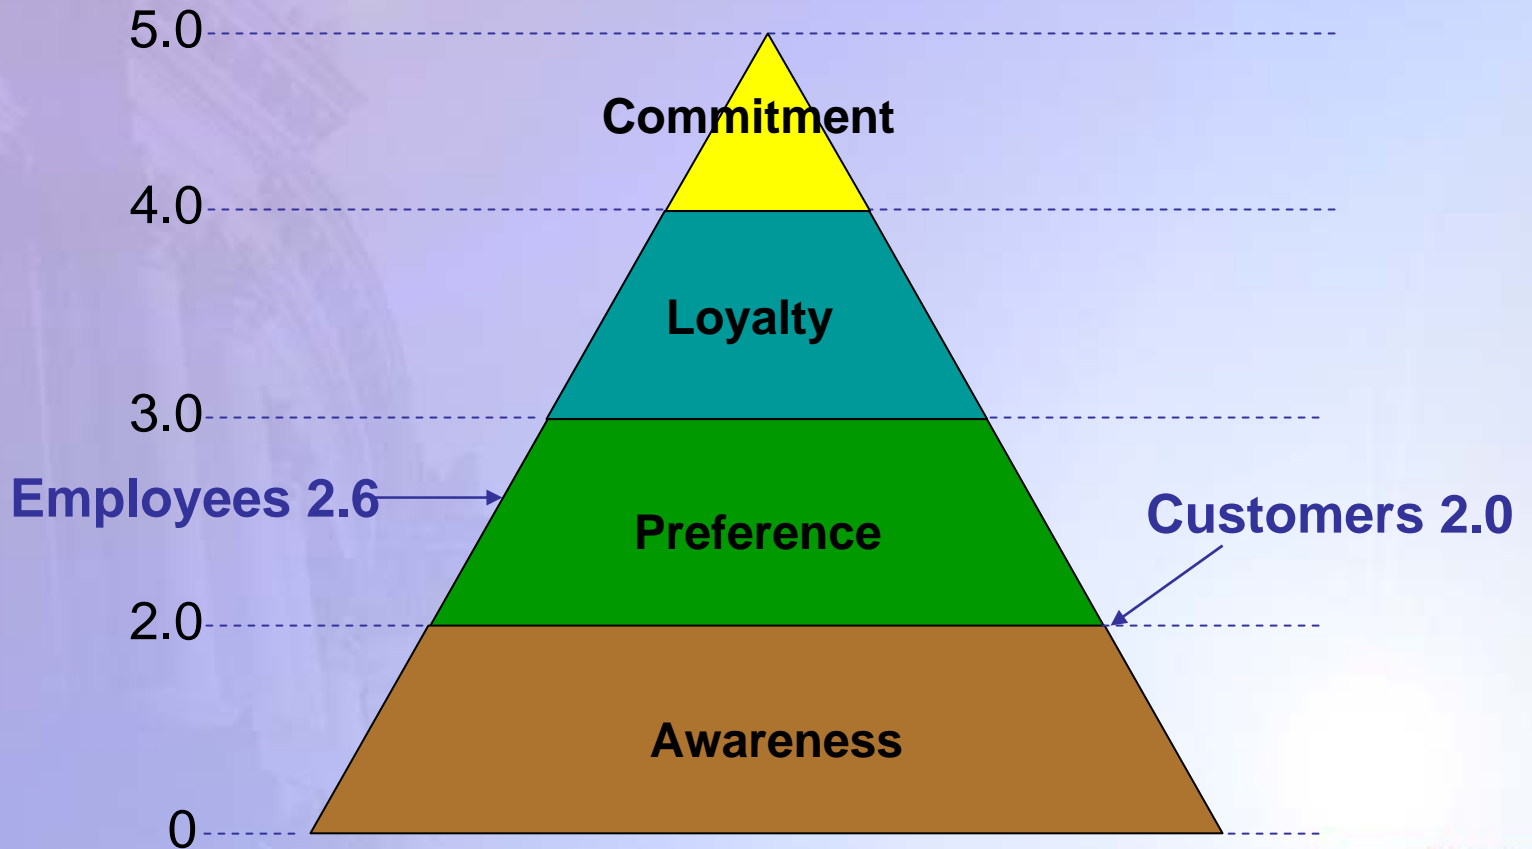 5.0
Commitment
4.0
Loyalty
3.0
Employees 2.6
Customers 2.0
Preference
2.0
Awareness
0